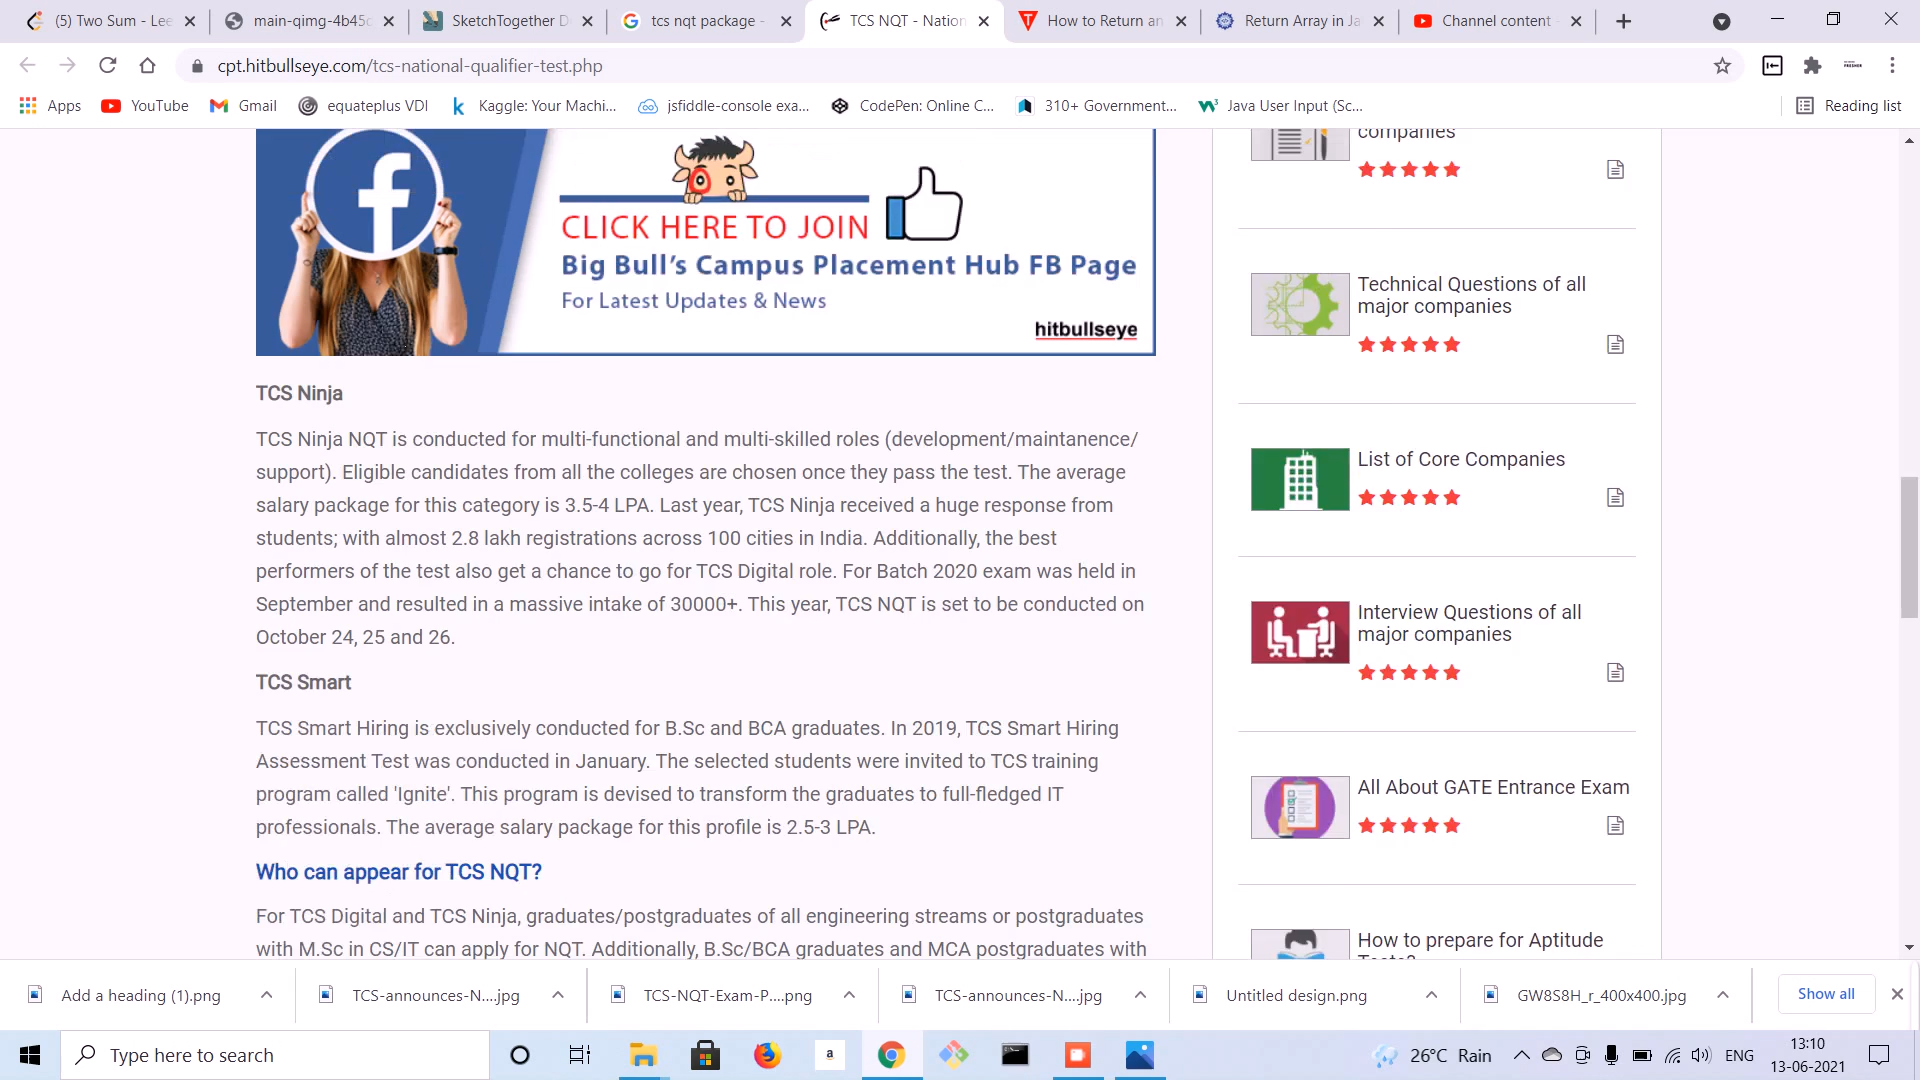 (5) Two Sum - Lee
main-qimg-4b45c
SketchTogether D
tcs nqt package -
TCS NQT - Nation
How to Return an
Return Array in Ja
Channel content -
cpt.hitbullseye.com/tcs-national-qualifier-test.php
Apps
YouTube
Gmail
equateplus VDI
Kaggle: Your Machi...
jsfiddle-console exa...
CodePen: Online C...
310+ Government...
Java User Input (Sc...
Reading list
CLICK HERE TO JOIN
Big Bull's Campus Placement Hub FB Page
For Latest Updates & News
hitbullseye
TCS Ninja
TCS Ninja NQT is conducted for multi-functional and multi-skilled roles (development/maintanence/
support). Eligible candidates from all the colleges are chosen once they pass the test. The average
salary package for this category is 3.5-4 LPA. Last year, TCS Ninja received a huge response from
students; with almost 2.8 lakh registrations across 100 cities in India. Additionally, the best
performers of the test also get a chance to go for TCS Digital role. For Batch 2020 exam was held in
September and resulted in a massive intake of 30000+. This year, TCS NQT is set to be conducted on
October 24, 25 and 26.
TCS Smart
TCS Smart Hiring is exclusively conducted for B.Sc and BCA graduates. In 2019, TCS Smart Hiring
Assessment Test was conducted in January. The selected students were invited to TCS training
program called 'Ignite'. This program is devised to transform the graduates to full-fledged IT
professionals. The average salary package for this profile is 2.5-3 LPA.
Who can appear for TCS NQT?
For TCS Digital and TCS Ninja, graduates/postgraduates of all engineering streams or postgraduates
with M.Sc in CS/IT can apply for NQT. Additionally, B.Sc/BCA graduates and MCA postgraduates with
companies
Technical Questions of all
major companies
List of Core Companies
Interview Questions of all
major companies
All About GATE Entrance Exam
How to prepare for Aptitude
Tests?
Add a heading (1).png
TCS-announces-N....jpg
TCS-NQT-Exam-P....png
TCS-announces-N....jpg
Untitled design.png
GW8S8H_r_400x400.jpg
Show all
Type here to search
26°C Rain
ENG
13:10
13-06-2021